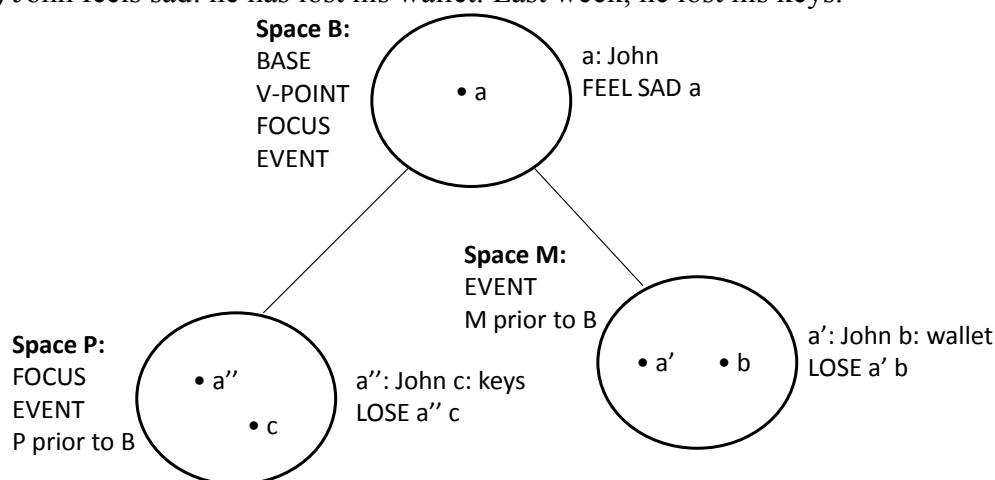 John feels sad: he has lost his wallet. Last week, he lost his keys.
Space B:
BASE
V-POINT
FOCUS
EVENT
• a
a: John
FEEL SAD a
Space M:
EVENT
M prior to B
• a’ • b
a’: John b: wallet
LOSE a’ b
Space P:
FOCUS
EVENT
P prior to B
• a’’
• c
a’’: John c: keys
LOSE a’’ c